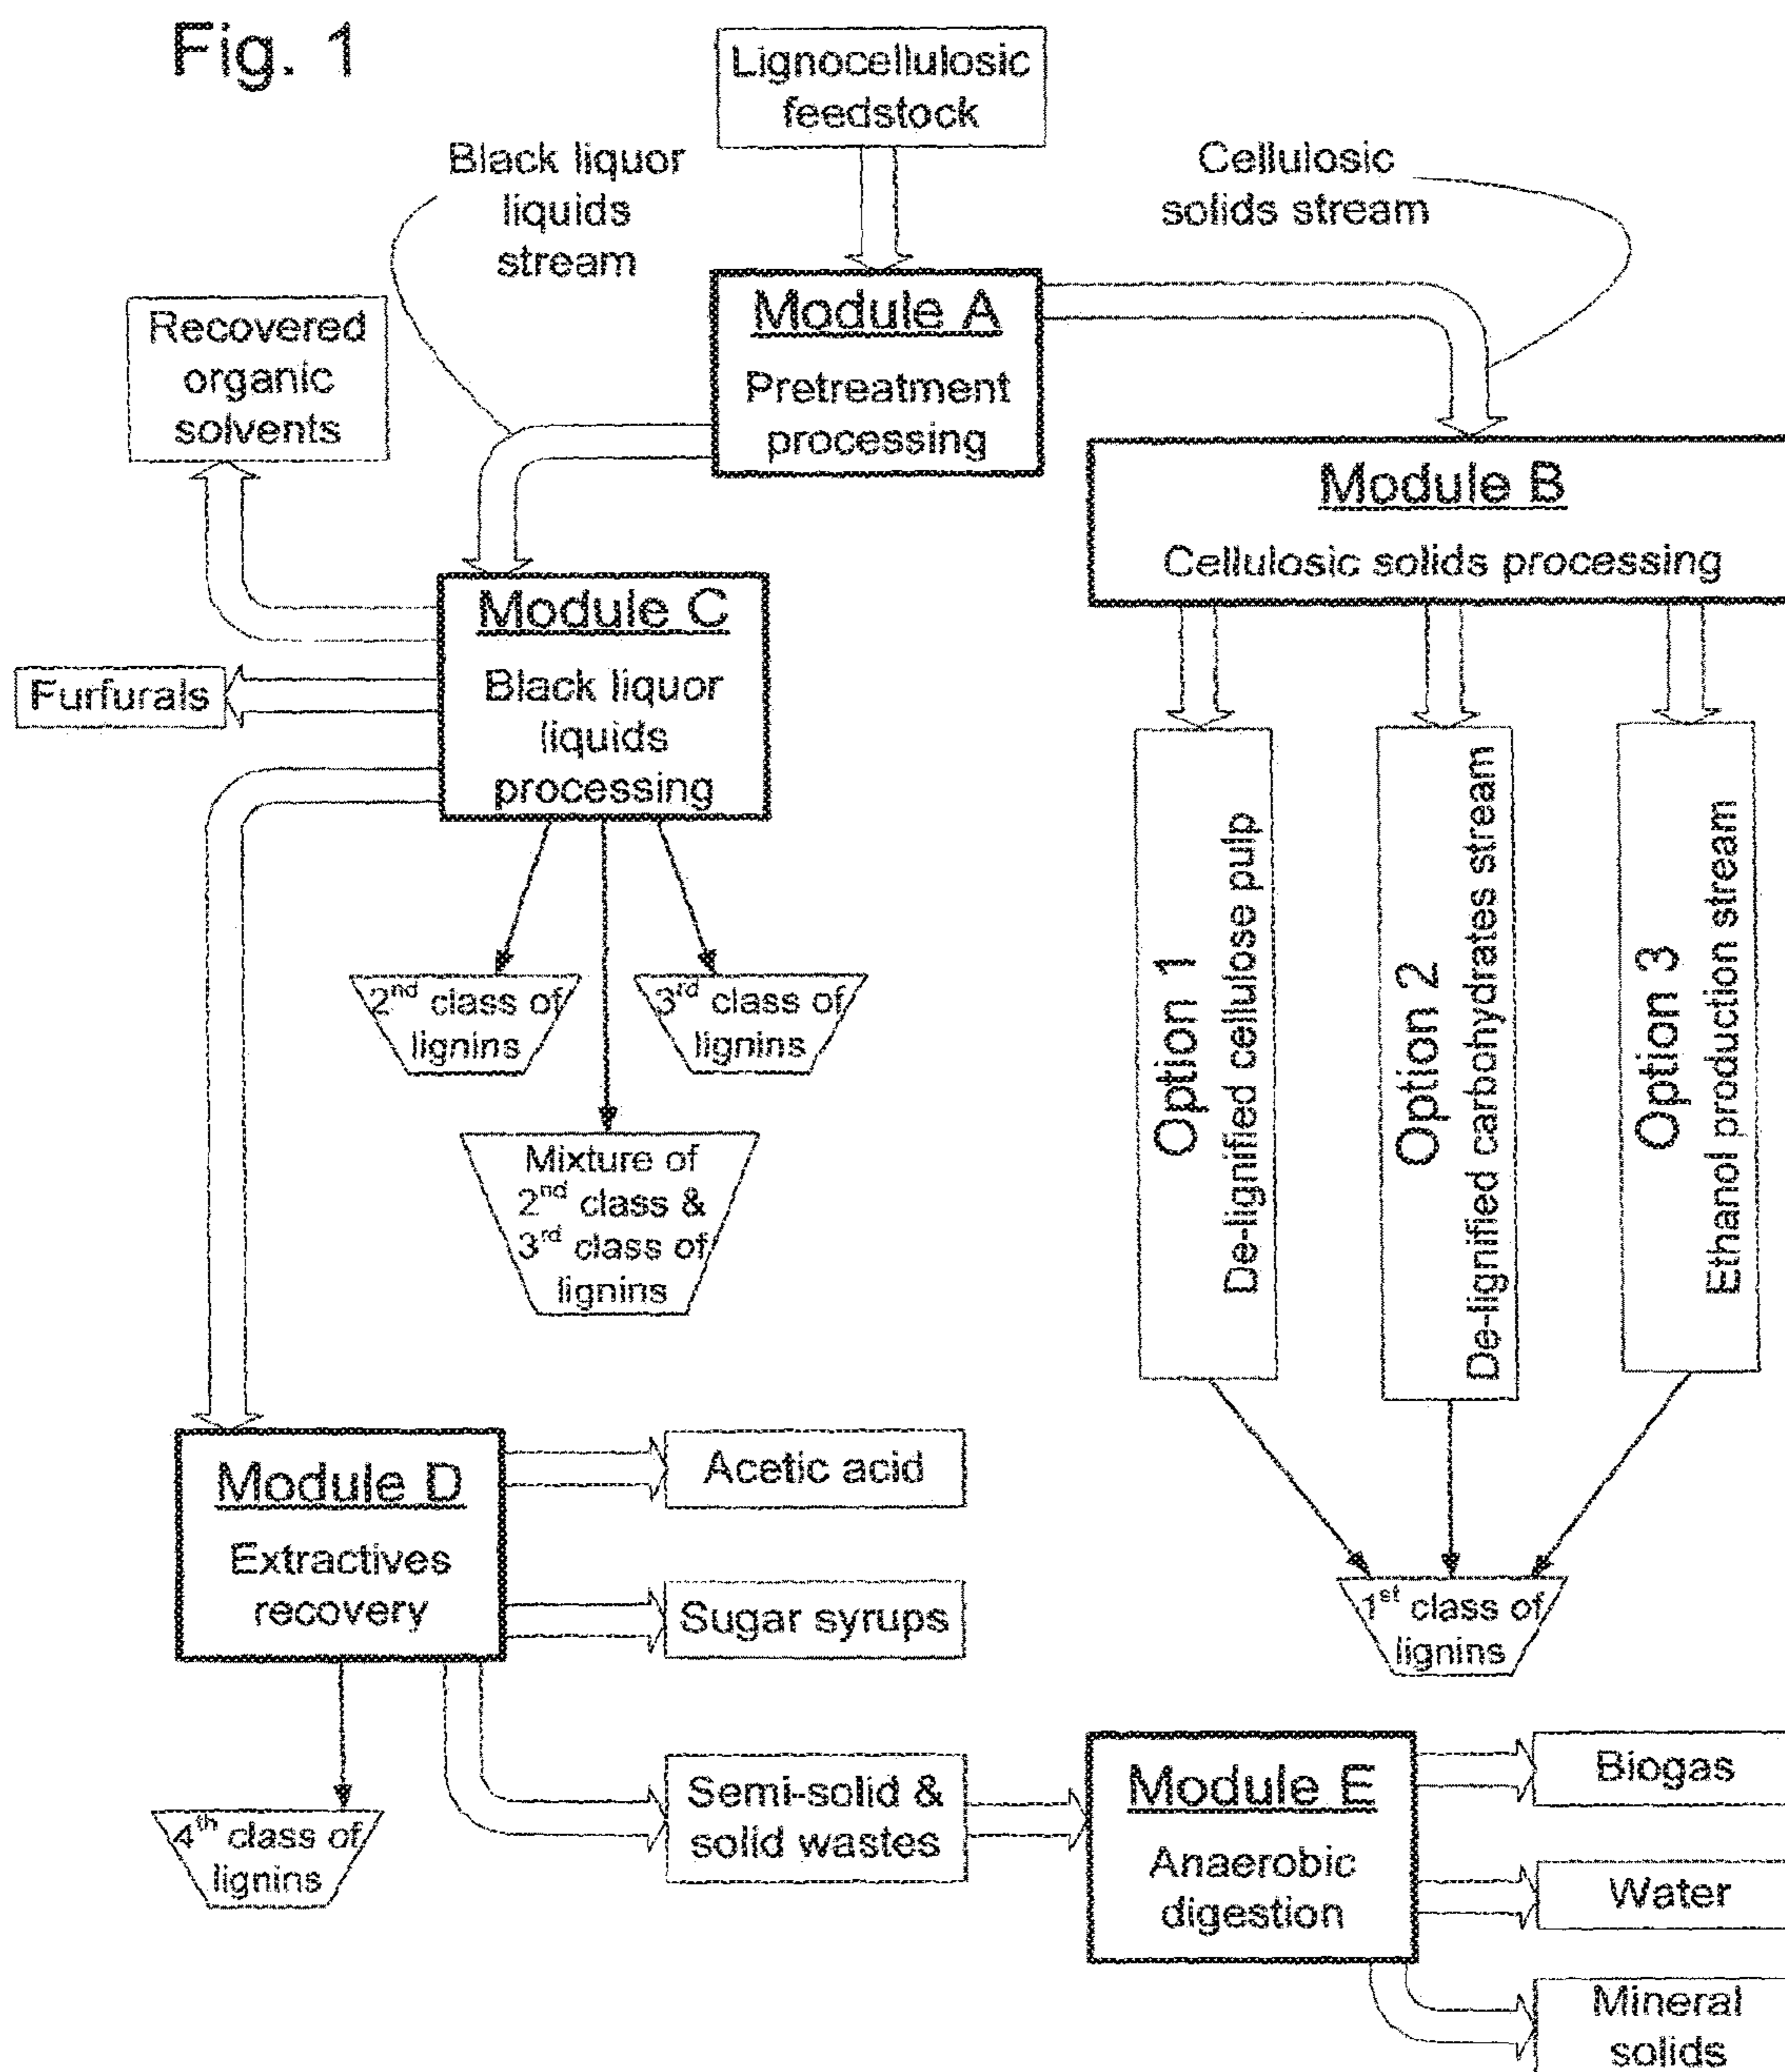 Fig. 1
Lignocellulosic
feedstock
Black liquor
liquids
stream
Cellulosic
solids stream
Module A
Pretreatment
processing
Recovered
organic
solvents
Module B
Cellulosic solids processing
Module C
Black liquor
liquids
processing
Furfurals
2nd class of
lignins
3rd class of
lignins
Mixture of
2nd class &
3rd class of
lignins
Option 1
De-lignified cellulose pulp
Option 2
De-lignified carbohydrates stream
Option 3
Ethanol production stream
1st class of
lignins
Module D
Extractives
recovery
Acetic acid
Sugar syrups
4th class of
lignins
Semi-solid &
solid wastes
Module E
Anaerobic
digestion
Biogas
Water
Mineral
solids